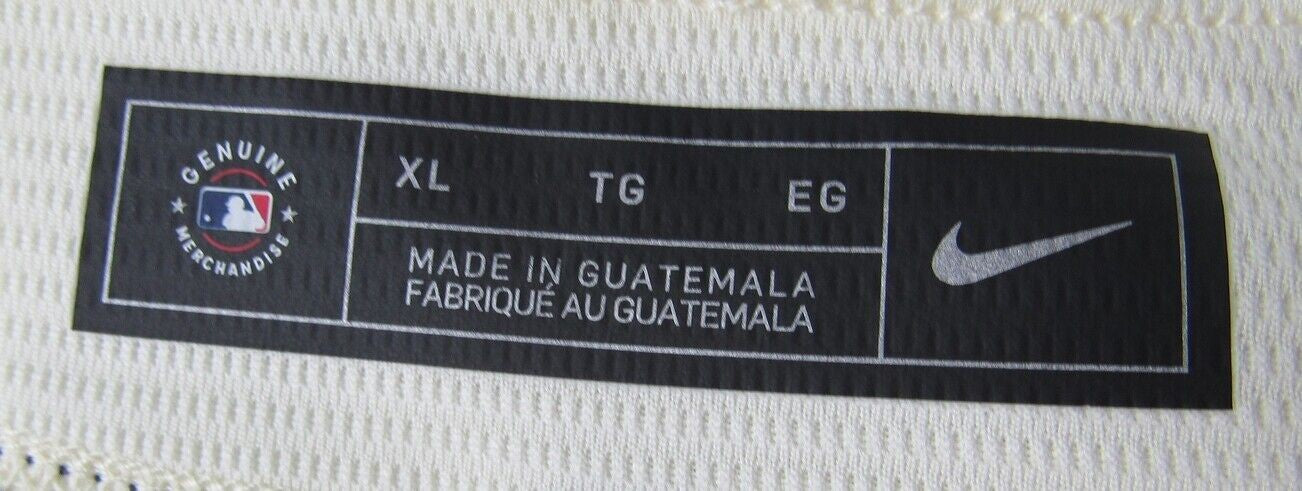 GENUINE
MERCHANDISE
XL TG EG
MADE IN GUATEMALA
FABRIQUÉ AU GUATEMALA